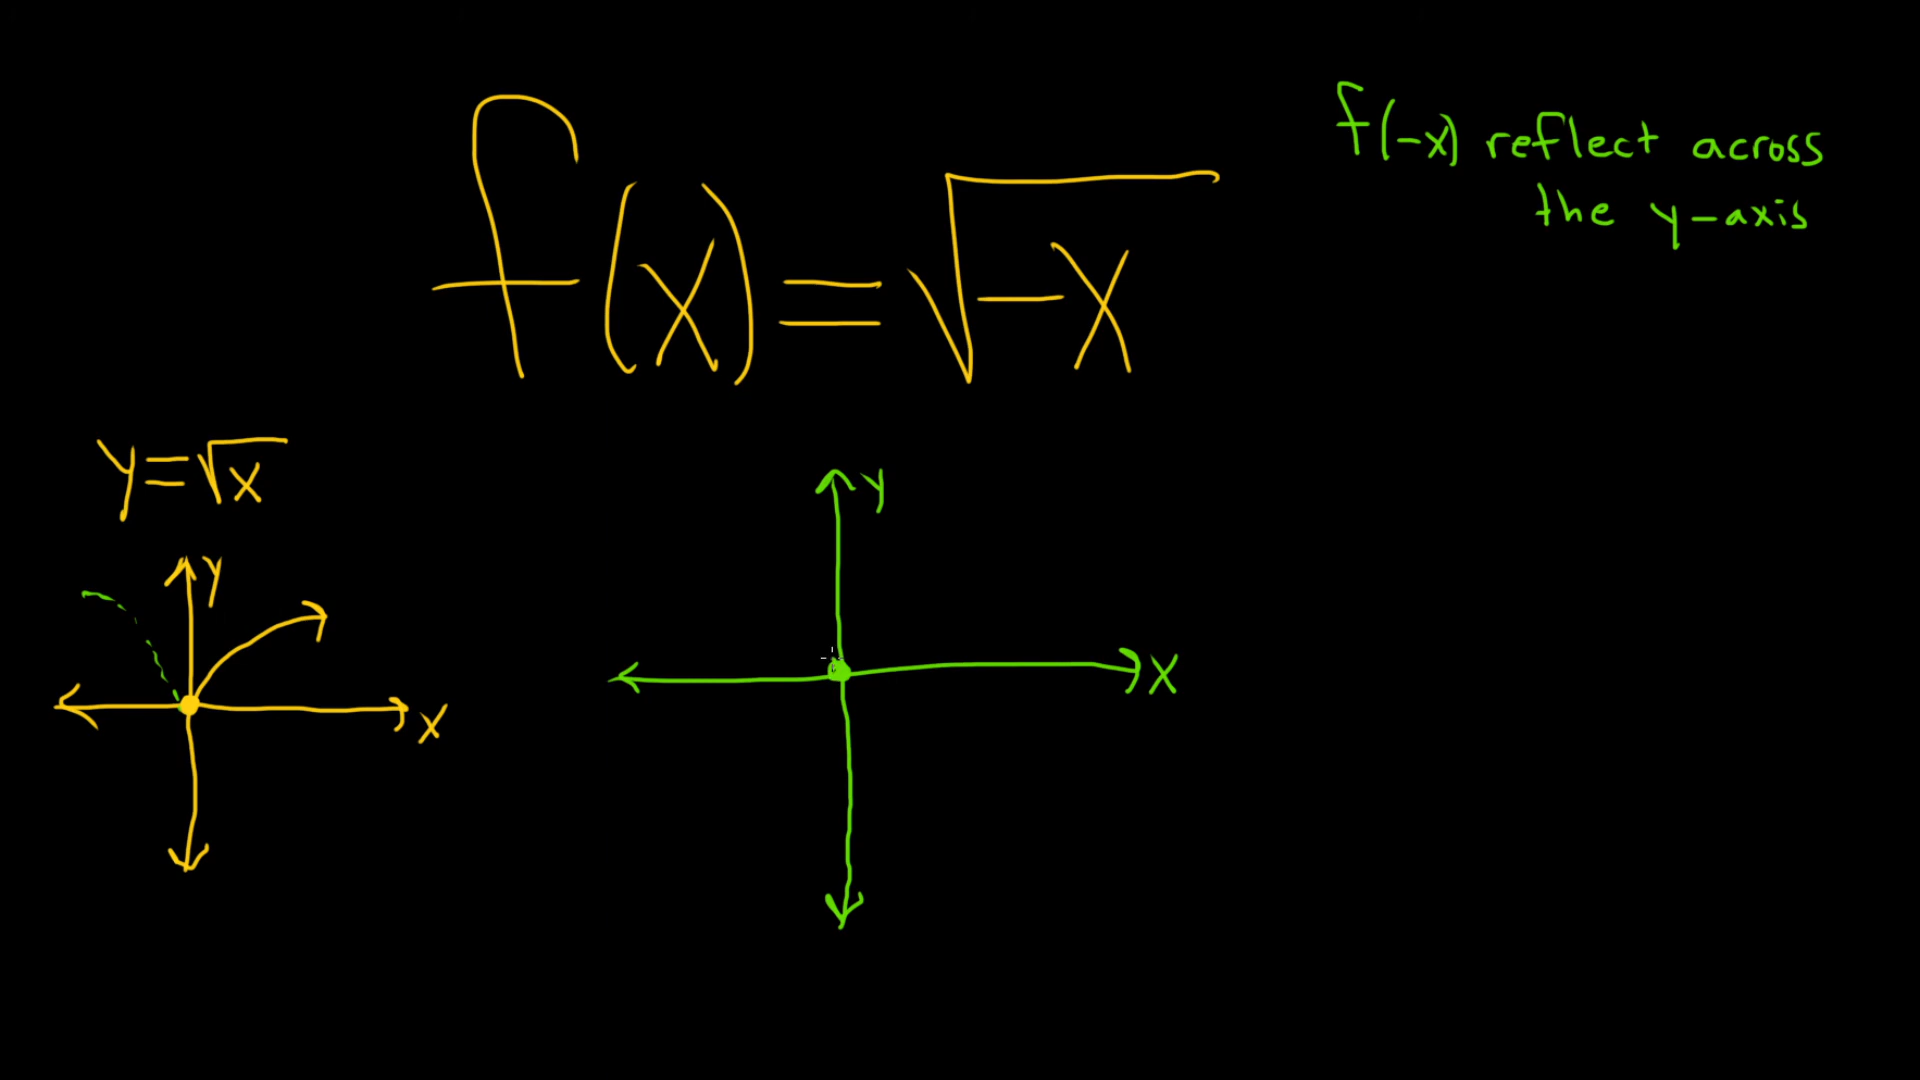 f(x)=√-x
f(-x) reflect across
the y-axis
y=√x
y
x
y
x